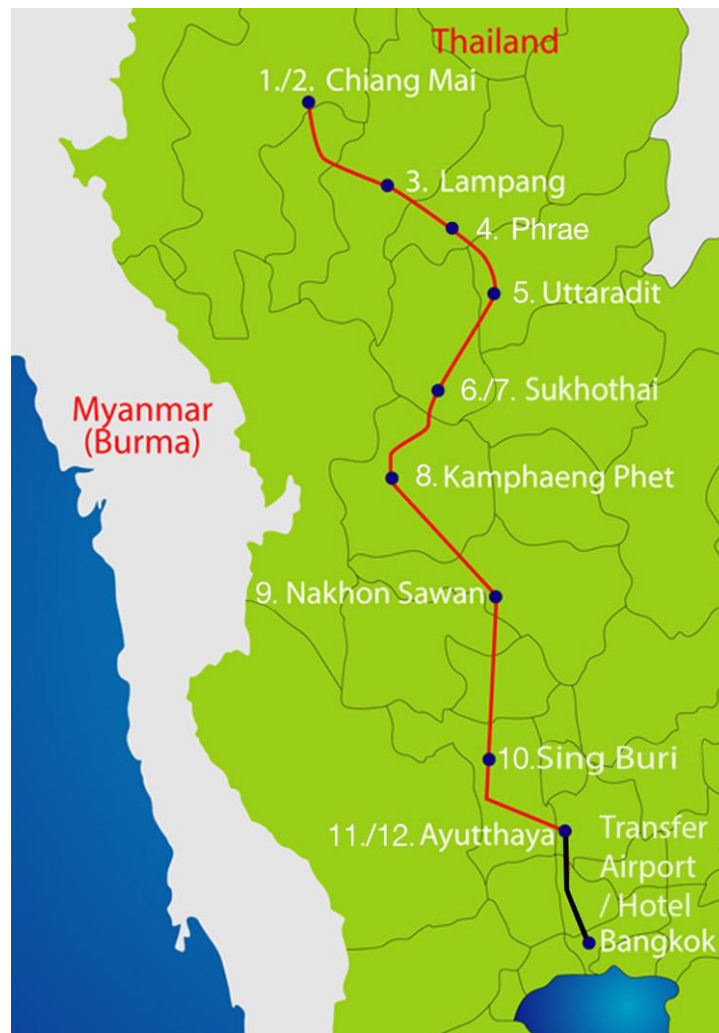 Thailand
1./2. Chiang Mai
3. Lampang
4. Phrae
5. Uttaradit
6./7. Sukhothai
Myanmar
(Burma)
8. Kamphaeng Phet
9. Nakhon Sawan
10.Sing Buri
11./12. Ayutthaya
Transfer
Airport
/ Hotel
Bangkok